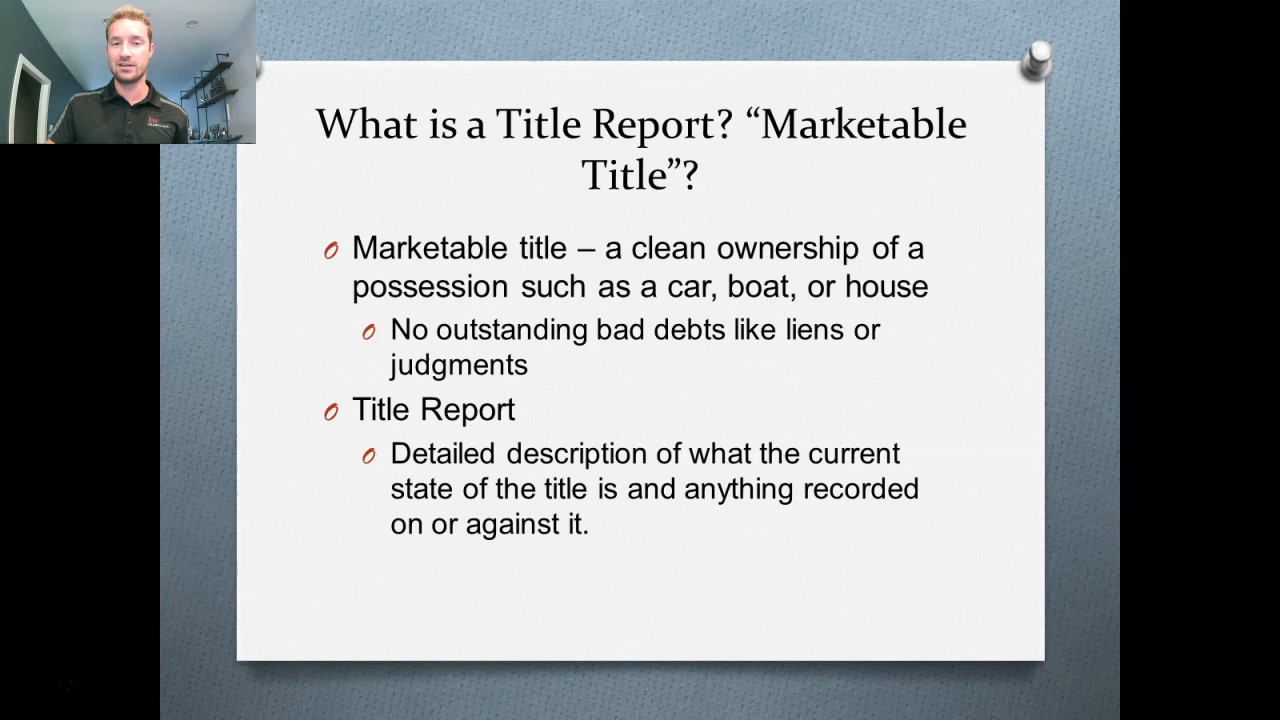 What is a Title Report? “Marketable
Title”?
Marketable title – a clean ownership of a
possession such as a car, boat, or house
No outstanding bad debts like liens or
judgments
Title Report
Detailed description of what the current
state of the title is and anything recorded
on or against it.
kw